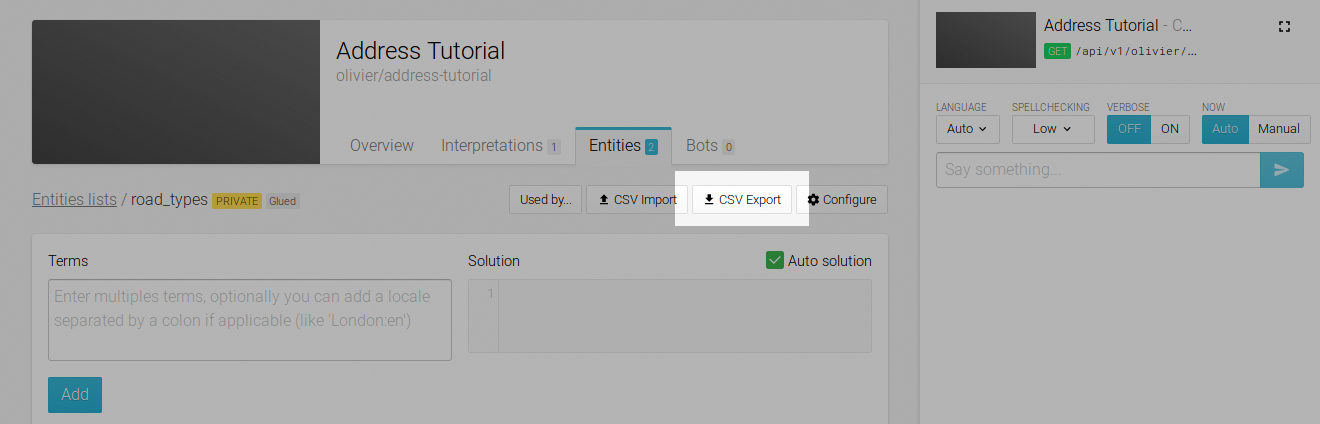 Address Tutorial
olivier/address-tutorial
Overview Interpretations 1 Entities 2 Bots 0
Entities lists / road_types PRIVATE Glued
Used by... CSV Import CSV Export Configure
Terms
Enter multiples terms, optionally you can add a locale
separated by a colon if applicable (like 'London:en')
Add
Solution
Auto solution
1
Address Tutorial - C...
GET /api/v1/olivier/...
LANGUAGE SPELLCHECKING VERBOSE NOW
Auto Low OFF ON Auto Manual
Say something...